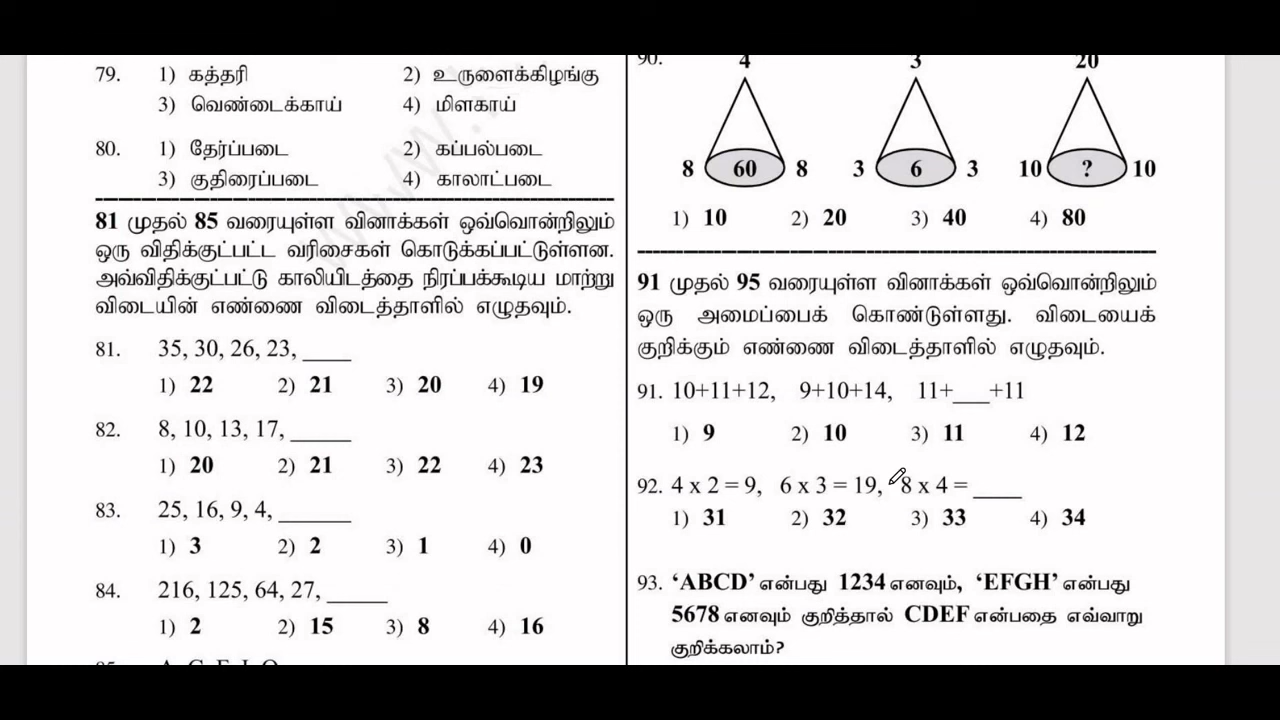 79. 1) கத்தரி 2) உருளைக்கிழங்கு
3) வெண்டைக்காய் 4) மிளகாய்
80. 1) தேர்ப்படை 2) கப்பல்படை
3) குதிரைப்படை 4) காலாட்படை
81 முதல் 85 வரையுள்ள வினாக்கள் ஒவ்வொன்றிலும்
ஒரு விதிக்குட்பட்ட வரிசைகள் கொடுக்கப்பட்டுள்ளன.
அவ்விதிக்குட்பட்டு காலியிடத்தை நிரப்பக்கூடிய மாற்று
விடையின் எண்ணை விடைத்தாளில் எழுதவும்.
81. 35, 30, 26, 23, ____
1) 22 2) 21 3) 20 4) 19
82. 8, 10, 13, 17, _____
1) 20 2) 21 3) 22 4) 23
83. 25, 16, 9, 4, ______
1) 3 2) 2 3) 1 4) 0
84. 216, 125, 64, 27, _____
1) 2 2) 15 3) 8 4) 16
90. 4 3 20
8 60 8 3 6 3 10 ? 10
1) 10 2) 20 3) 40 4) 80
91 முதல் 95 வரையுள்ள வினாக்கள் ஒவ்வொன்றிலும்
ஒரு அமைப்பைக் கொண்டுள்ளது. விடையைக்
குறிக்கும் எண்ணை விடைத்தாளில் எழுதவும்.
91. 10+11+12, 9+10+14, 11+___+11
1) 9 2) 10 3) 11 4) 12
92. 4 x 2 = 9, 6 x 3 = 19, 8 x 4 = ____
1) 31 2) 32 3) 33 4) 34
93. ‘ABCD’ என்பது 1234 எனவும், ‘EFGH’ என்பது
5678 எனவும் குறித்தால் CDEF என்பதை எவ்வாறு
குறிக்கலாம்?